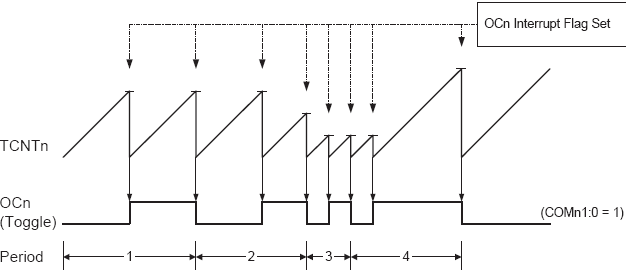 OCn Interrupt Flag Set
TCNTn
OCn
(Toggle)
(COMn1:0 = 1)
Period
1
2
3
4